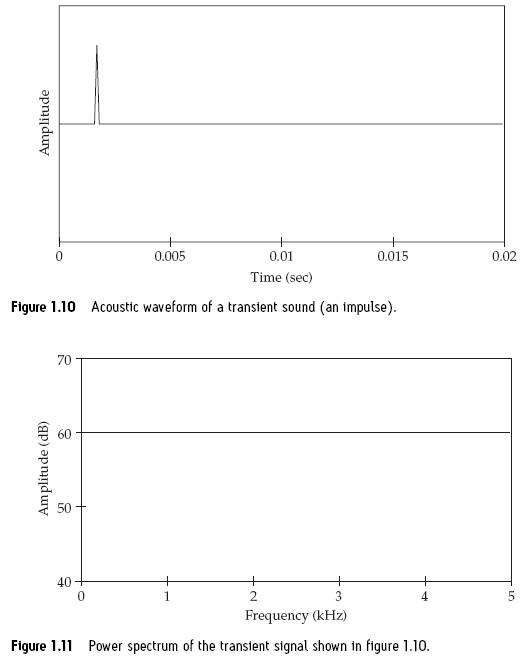 Amplitude
0 0.005 0.01 0.015 0.02
Time (sec)
Figure 1.10 Acoustic waveform of a transient sound (an impulse).
70
60
50
40
Amplitude (dB)
0 1 2 3 4 5
Frequency (kHz)
Figure 1.11 Power spectrum of the transient signal shown in figure 1.10.